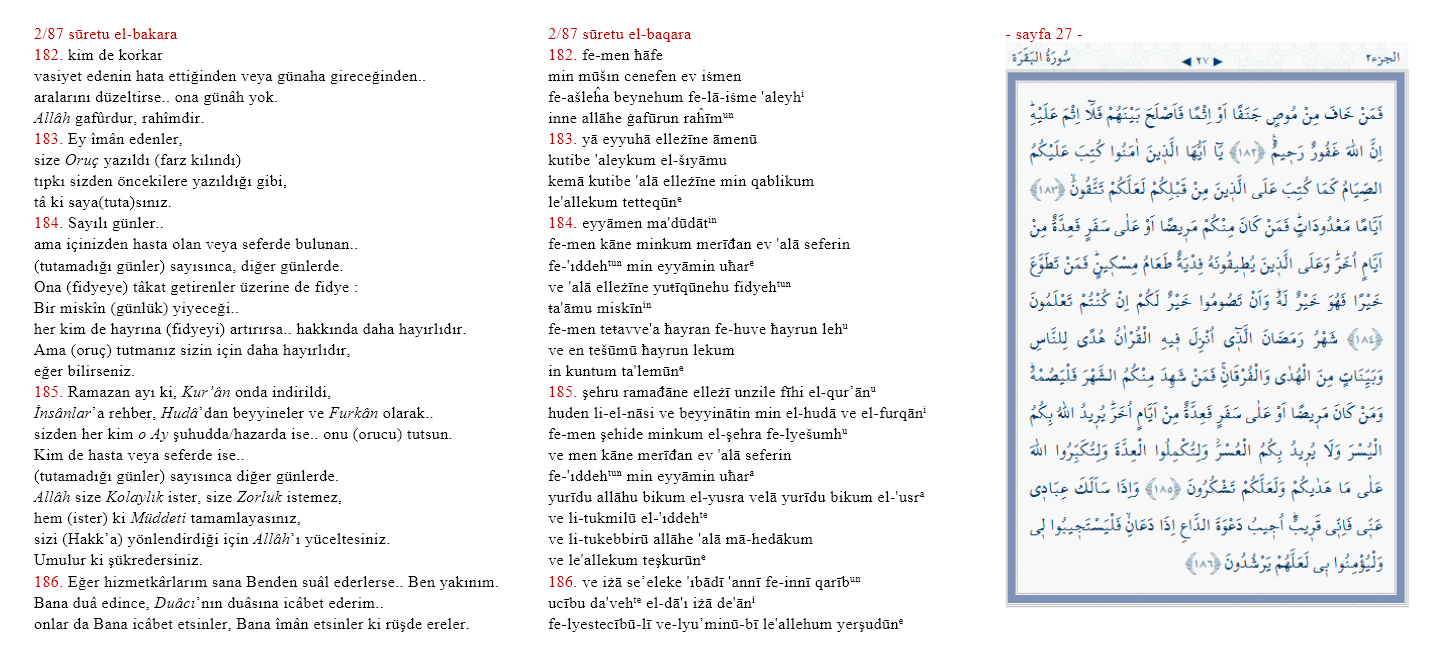 2/87 sūretu el-bakara
182. kim de korkar
vasiyet edenin hata ettiğinden veya günaha gireceğinden..
aralarını düzeltirse.. ona günâh yok.
Allâh gafûrdur, rahîmdir.
183. Ey îmân edenler,
size Oruç yazıldı (farz kılındı)
tıpkı sizden öncekilere yazıldığı gibi,
tâ ki saya(tuta)sınız.
184. Sayılı günler..
ama içinizden hasta olan veya seferde bulunan..
(tutamadığı günler) sayısınca, diğer günlerde.
Ona (fidyeye) tâkat getirenler üzerine de fidye :
Bir miskîn (günlük) yiyeceği..
her kim de hayrına (fidyeyi) artırırsa.. hakkında daha hayırlıdır.
Ama (oruç) tutmanız sizin için daha hayırlıdır,
eğer bilirseniz.
185. Ramazan ayı ki, Kur’ân onda indirildi,
İnsânlar’a rehber, Hudâ’dan beyyineler ve Furkân olarak..
sizden her kim o Ay şuhudda/hazarda ise.. onu (orucu) tutsun.
Kim de hasta veya seferde ise..
(tutamadığı günler) sayısınca diğer günlerde.
Allâh size Kolaylık ister, size Zorluk istemez,
hem (ister) ki Müddeti tamamlayasınız,
sizi (Hakk’a) yönlendirdiği için Allâh’ı yüceltesiniz.
Umulur ki şükredersiniz.
186. Eğer hizmetkârlarım sana Benden suâl ederlerse.. Ben yakınım.
Bana duâ edince, Duâcı’nın duâsına icâbet ederim..
onlar da Bana icâbet etsinler, Bana îmân etsinler ki rüşde ereler.
2/87 sūretu el-baqara
182. fe-men ħāfe
min mūšın cenefen ev iśmen
fe-ašleĥa beynehum fe-lā-iśme 'aleyhⁱ
inne allāhe ġafūrun raĥīmᵘⁿ
183. yā eyyuhā elleżīne āmenū
kutibe 'aleykum el-šıyāmu
kemā kutibe 'alā elleżīne min qablikum
le'allekum tetteqūnᵉ
184. eyyāmen ma'dūdātⁱⁿ
fe-men kāne minkum merīđan ev 'alā seferin
fe-'ıddehᵗᵘⁿ min eyyāmin uħarᵉ
ve 'alā elleżīne yuŧīqūnehu fidyehᵗᵘⁿ
ŧa'āmu miskīnⁱⁿ
fe-men teŧavve'a ħayran fe-huve ħayrun lehᵘ
ve en tešūmū ħayrun lekum
in kuntum ta'lemūnᵉ
185. şehru ramađāne elleżī unzile fīhi el-qur’ānᵘ
huden li-el-nāsi ve beyyinātin min el-hudā ve el-furqānⁱ
fe-men şehide minkum el-şehra fe-lyešumhᵘ
ve men kāne merīđan ev 'alā seferin
fe-'ıddehᵗᵘⁿ min eyyāmin uħarᵃ
yurīdu allāhu bikum el-yusra velā yurīdu bikum el-'usrᵃ
ve li-tukmilū el-'ıddehᵗᵉ
ve li-tukebbirū allāhe 'alā mā-hedākum
ve le'allekum teşkurūnᵉ
186. ve iżā se’eleke 'ıbādī 'annī fe-innī qarībᵘⁿ
ucību da'vehᵗᵉ el-dā'ı iżā de'ānⁱ
fe-lyestecībū-lī ve-lyu’minū-bī le'allehum yerşudūnᵉ
- sayfa 27 -
سُورَةُ البَقَرَة ◀ ٢٧ ▶ الجزء٢
فَمَنْ خَافَ مِنْ مُوصٍ جَنَفًا اَوْ اِثْمًا فَاَصْلَحَ بَيْنَهُمْ فَلَٓا اِثْمَ عَلَيْهِۜ
اِنَّ اللّٰهَ غَفُورٌ رَح۪يمٌ۟ ﴿١٨٢﴾ يَٓا اَيُّهَا الَّذ۪ينَ اٰمَنُوا كُتِبَ عَلَيْكُمُ
الصِّيَامُ كَمَا كُتِبَ عَلَى الَّذ۪ينَ مِنْ قَبْلِكُمْ لَعَلَّكُمْ تَتَّقُونَۙ ﴿١٨٣﴾
اَيَّامًا مَعْدُودَاتٍۜ فَمَنْ كَانَ مِنْكُمْ مَر۪يضًا اَوْ عَلٰى سَفَرٍ فَعِدَّةٌ مِنْ
اَيَّامٍ اُخَرَۜ وَعَلَى الَّذ۪ينَ يُط۪يقُونَهُ فِدْيَةٌ طَعَامُ مِسْك۪ينٍۜ فَمَنْ تَطَوَّعَ
خَيْرًا فَهُوَ خَيْرٌ لَهُۜ وَاَنْ تَصُومُوا خَيْرٌ لَكُمْ اِنْ كُنْتُمْ تَعْلَمُونَ
﴿١٨٤﴾ شَهْرُ رَمَضَانَ الَّذ۪ٓي اُنْزِلَ ف۪يهِ الْقُرْاٰنُ هُدًى لِلنَّاسِ
وَبَيِّنَاتٍ مِنَ الْهُدٰى وَالْفُرْقَانِۚ فَمَنْ شَهِدَ مِنْكُمُ الشَّهْرَ فَلْيَصُمْهُۜ
وَمَنْ كَانَ مَر۪يضًا اَوْ عَلٰى سَفَرٍ فَعِدَّةٌ مِنْ اَيَّامٍ اُخَرَۜ يُر۪يدُ اللّٰهُ بِكُمُ
الْيُسْرَ وَلَا يُر۪يدُ بِكُمُ الْعُسْرَۘ وَلِتُكْمِلُوا الْعِدَّةَ وَلِتُكَبِّرُوا اللّٰهَ
عَلٰى مَا هَدٰيكُمْ وَلَعَلَّكُمْ تَشْكُرُونَ ﴿١٨٥﴾ وَاِذَا سَاَلَكَ عِبَاد۪ي
عَنّ۪ي فَاِنّ۪ي قَر۪يبٌۜ اُج۪يبُ دَعْوَةَ الدَّاعِ اِذَا دَعَانِۙ فَلْيَسْتَج۪يبُوا ل۪ي
وَلْيُؤْمِنُوا ب۪ي لَعَلَّهُمْ يَرْشُدُونَ ﴿١٨٦﴾